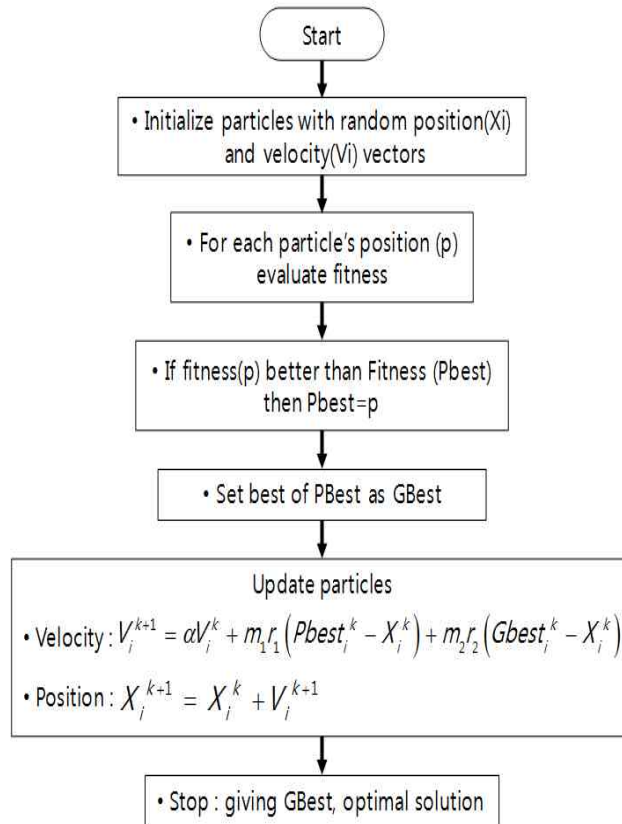 Start
• Initialize particles with random position(Xi)
and velocity(Vi) vectors
• For each particle's position (p)
evaluate fitness
• If fitness(p) better than Fitness (Pbest)
then Pbest=p
• Set best of PBest as GBest
Update particles
• Velocity : V_i^{k+1} = αV_i^k + m_1r_1(Pbest_i^k − X_i^k) + m_2r_2(Gbest_i^k − X_i^k)
• Position : X_i^{k+1} = X_i^k + V_i^{k+1}
• Stop : giving GBest, optimal solution